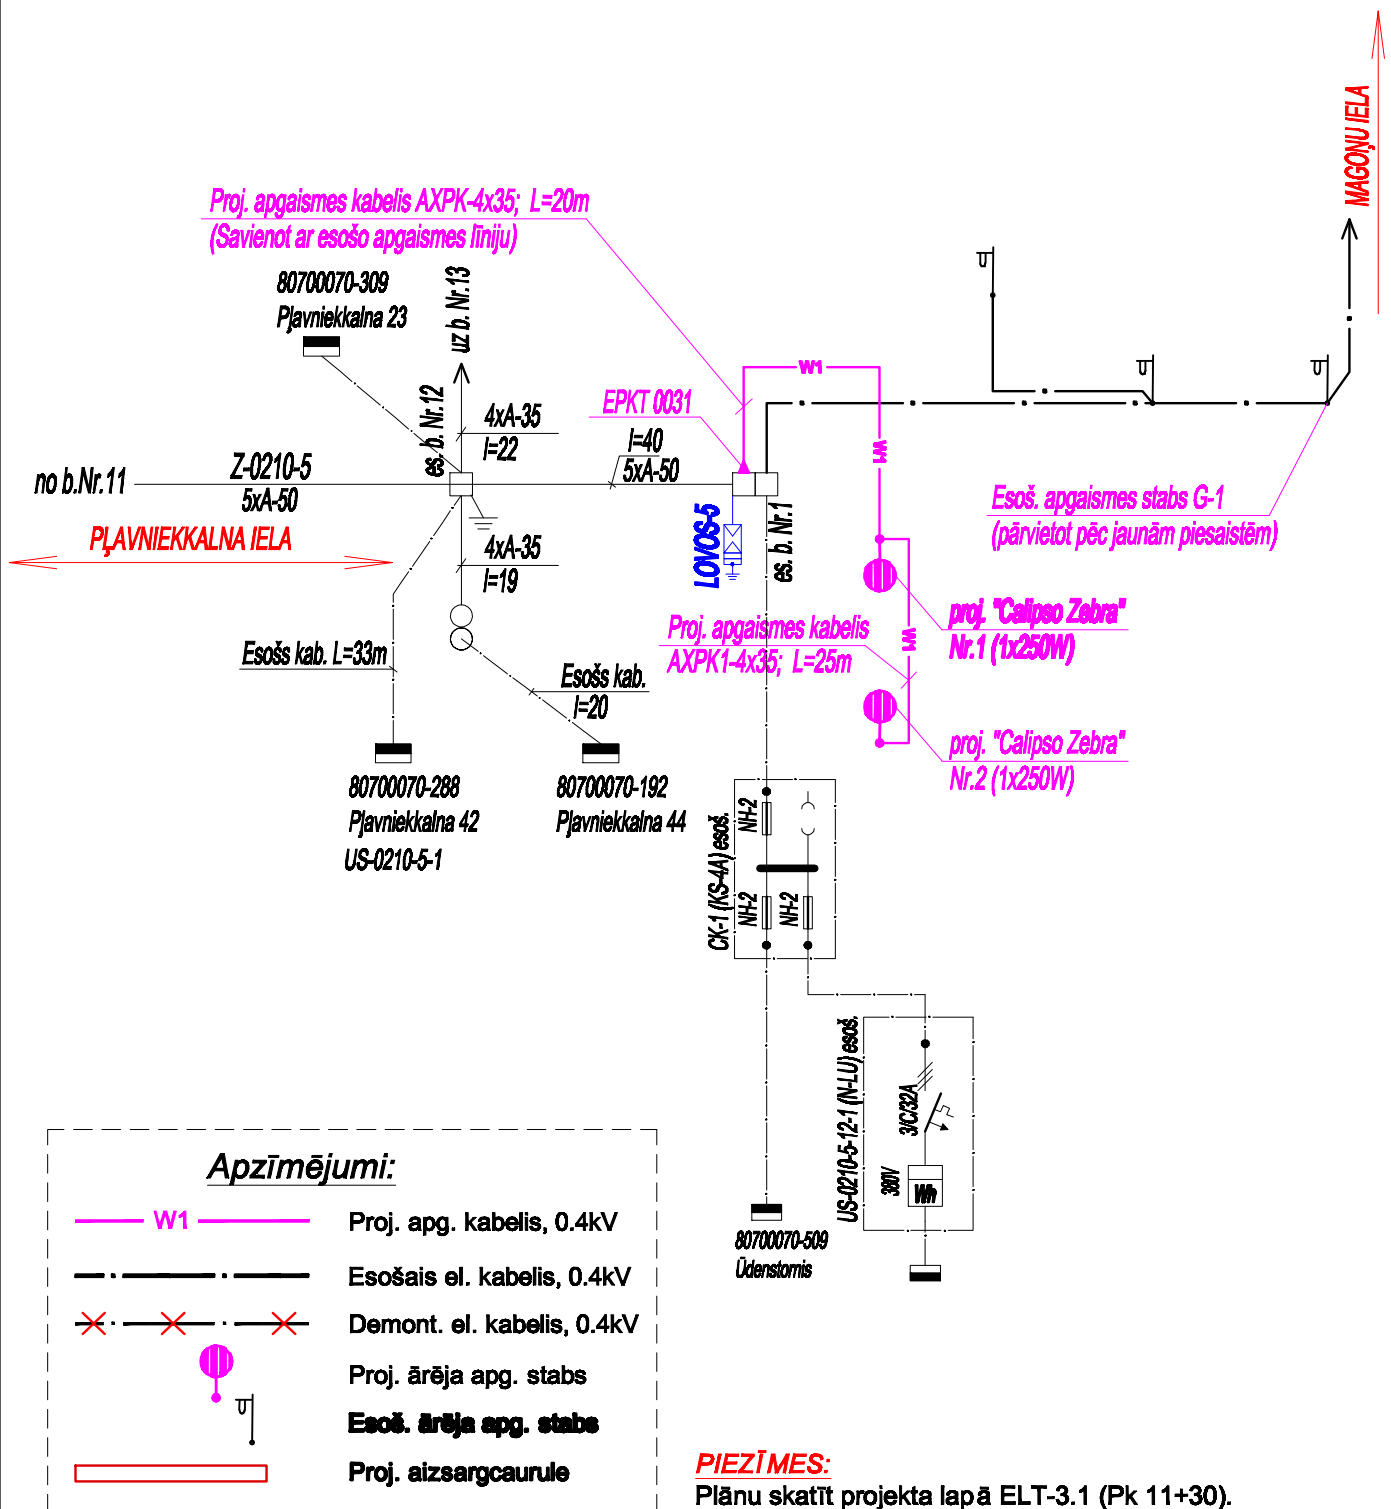 MAGOŅU IELA
Proj. apgaismes kabelis AXPK-4x35; L=20m
(Savienot ar esošo apgaismes līniju)
80700070-309
Pļavniekkalna 23
uz b. Nr.13
es. b. Nr.12
4xA-35
l=22
W1
EPKT 0031
l=40
5xA-50
no b.Nr.11
Z-0210-5
5xA-50
PĻAVNIEKKALNA IELA
W1
Esoš. apgaismes stabs G-1
(pārvietot pēc jaunām piesaistēm)
LOVOS-5
es. b. Nr.1
4xA-35
l=19
proj. "Calipso Zebra"
Nr.1 (1x250W)
W1
Proj. apgaismes kabelis
AXPK1-4x35; L=25m
Esošs kab. L=33m
Esošs kab.
l=20
proj. "Calipso Zebra"
Nr.2 (1x250W)
80700070-288
Pļavniekkalna 42
US-0210-5-1
80700070-192
Pļavniekkalna 44
CK-1 (KS-4A) esoš.
NH-2
NH-2
NH-2
US-0210-5-12-1 (N-LU) esoš.
3/C/32A
380V
Wh
80700070-509
Ūdenstornis
Apzīmējumi:
W1
Proj. apg. kabelis, 0.4kV
Esošais el. kabelis, 0.4kV
Demont. el. kabelis, 0.4kV
Proj. ārēja apg. stabs
Esoš. ārēja apg. stabs
Proj. aizsargcaurule
PIEZĪMES:
Plānu skatīt projekta lapā ELT-3.1 (Pk 11+30).